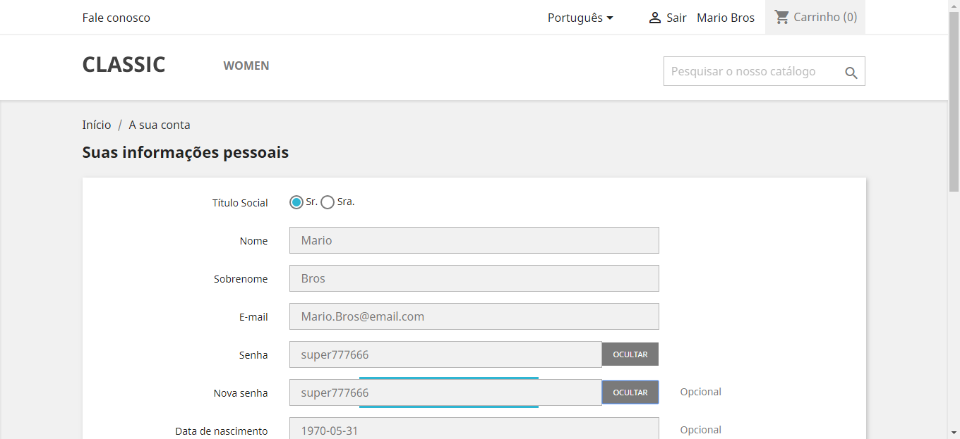 Fale conosco Português Sair Mario Bros Carrinho (0)
CLASSIC WOMEN Pesquisar o nosso catálogo
Início / A sua conta
Suas informações pessoais
Título Social Sr. Sra.
Nome Mario
Sobrenome Bros
E-mail Mario.Bros@email.com
Senha super777666 OCULTAR
Nova senha super777666 OCULTAR Opcional
Data de nascimento 1970-05-31 Opcional